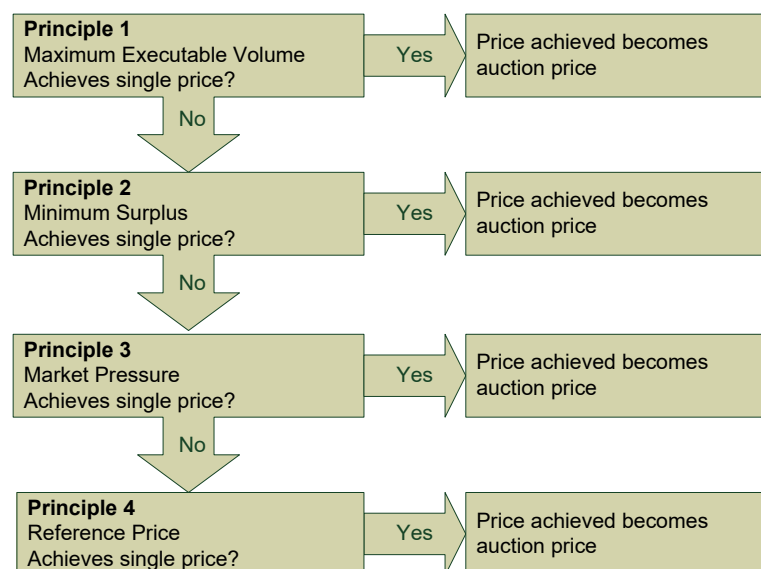 Principle 1
Maximum Executable Volume
Achieves single price?
Yes
Price achieved becomes
auction price
No
Principle 2
Minimum Surplus
Achieves single price?
Yes
Price achieved becomes
auction price
No
Principle 3
Market Pressure
Achieves single price?
Yes
Price achieved becomes
auction price
No
Principle 4
Reference Price
Achieves single price?
Yes
Price achieved becomes
auction price